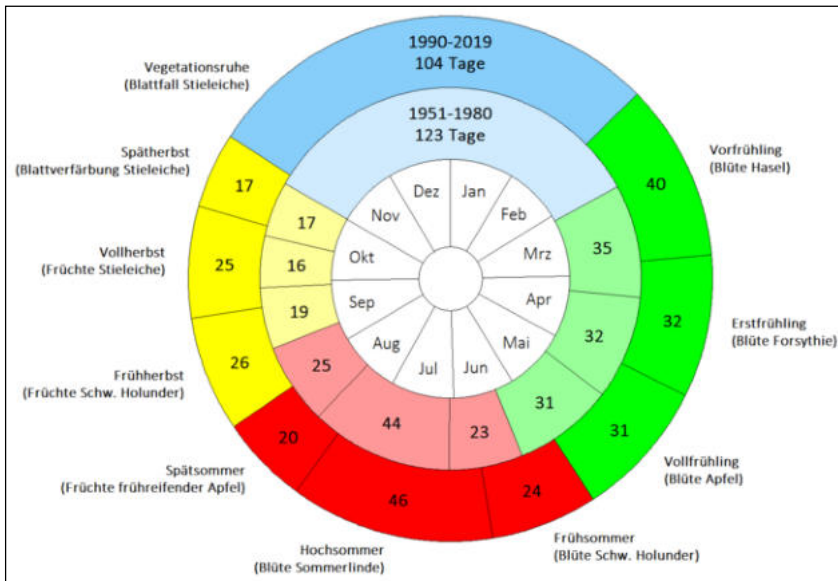 1990-2019
104 Tage
1951-1980
123 Tage
Vegetationsruhe
(Blattfall Stieleiche)
Vorfrühling
(Blüte Hasel)
Erstfrühling
(Blüte Forsythie)
Vollfrühling
(Blüte Apfel)
Frühsommer
(Blüte Schw. Holunder)
Hochsommer
(Blüte Sommerlinde)
Spätsommer
(Früchte frühreifender Apfel)
Frühherbst
(Früchte Schw. Holunder)
Vollherbst
(Früchte Stieleiche)
Spätherbst
(Blattverfärbung Stieleiche)
40
32
31
24
46
20
26
25
17
35
32
31
23
44
25
19
16
17
Jan
Feb
Mrz
Apr
Mai
Jun
Jul
Aug
Sep
Okt
Nov
Dez